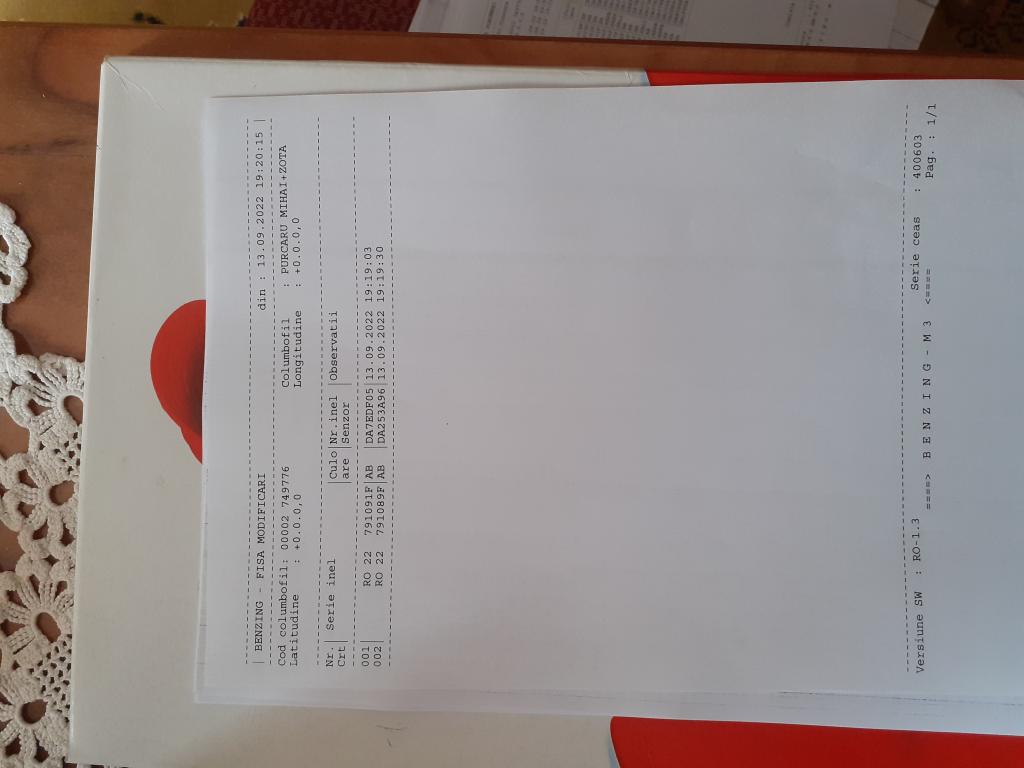 | BENZING - FISA MODIFICARI din : 13.09.2022 19:20:15 |
Cod columbofil: 00002 749776 Columbofil : PURCARU MIHAI+ZOTA
Latitudine : +0.0.0,0 Longitudine : +0.0.0,0
Nr.| Serie inel |Culo|Nr.inel |Observatii
Crt| |are |Senzor |
001| RO 22 791091F|AB |DA7EDF05|13.09.2022 19:19:03
002| RO 22 791089F|AB |DA253A96|13.09.2022 19:19:30
Versiune SW : RO-1.3 Serie ceas : 400603
====> B E N Z I N G - M 3 <==== Pag. : 1/1